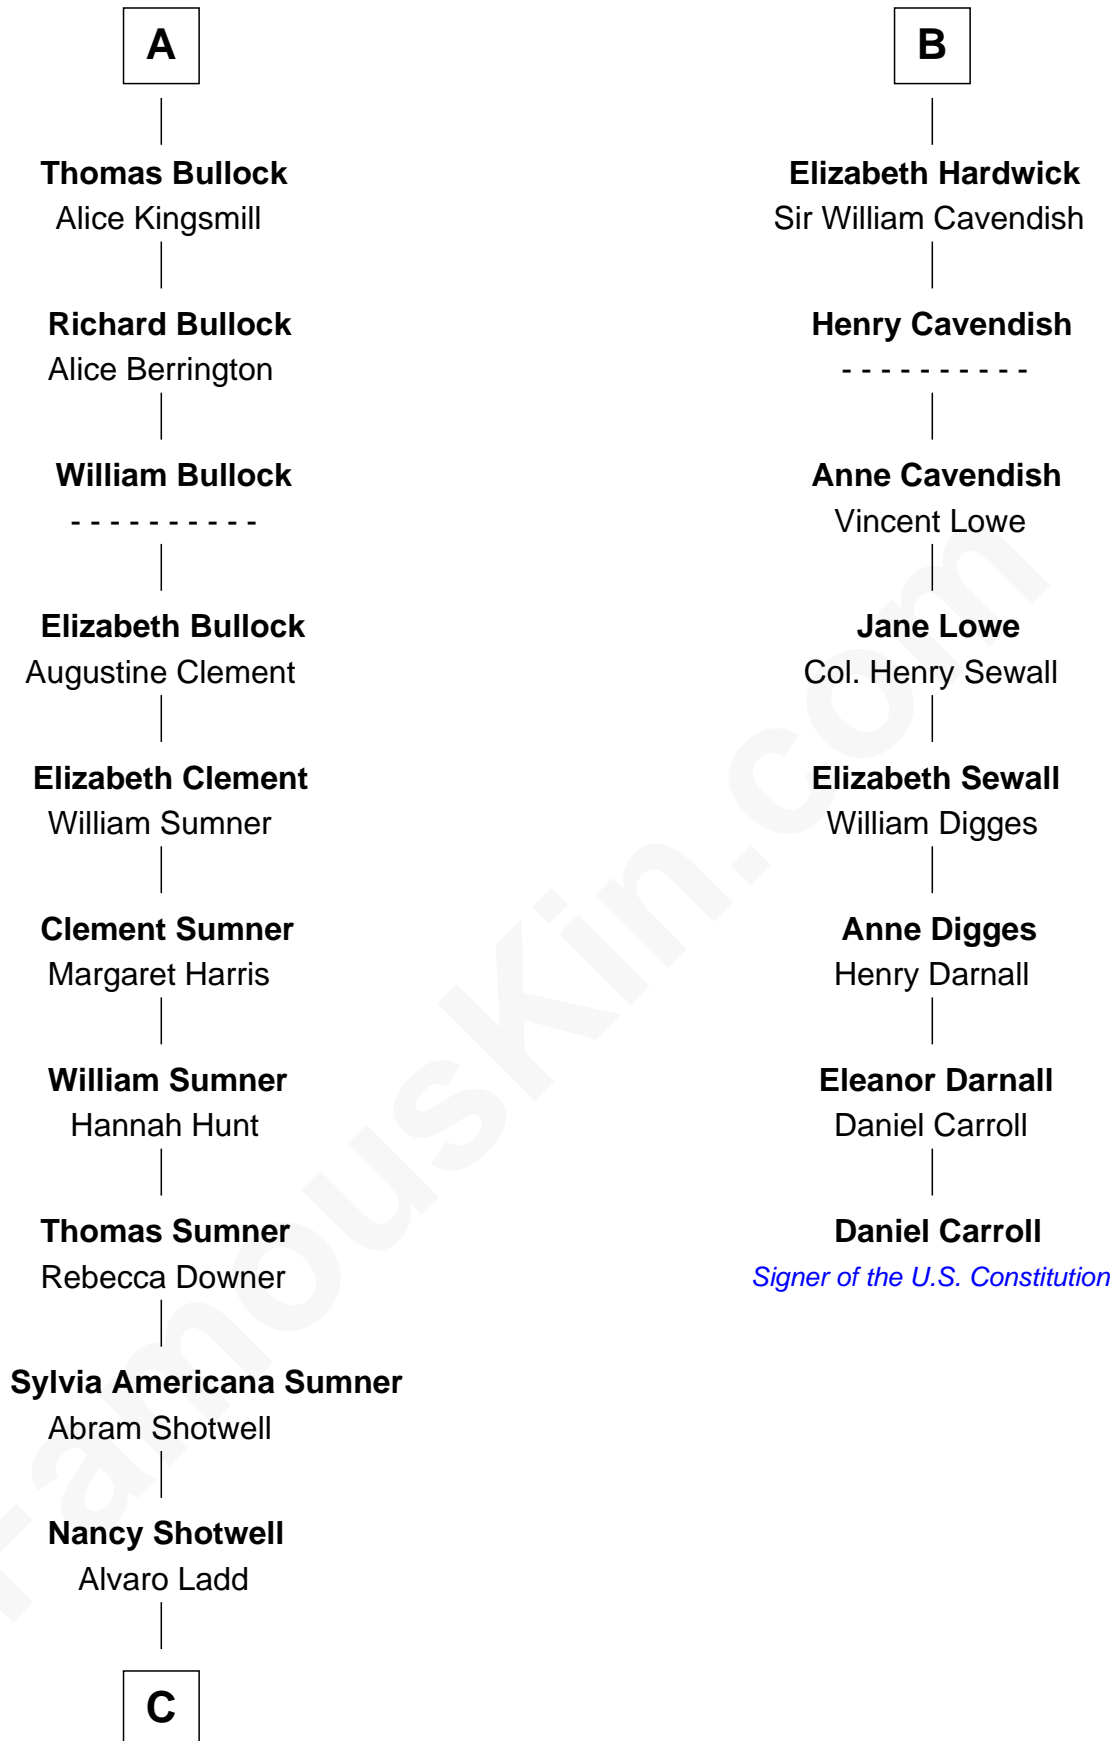 A
Thomas Bullock
Alice Kingsmill
Richard Bullock
Alice Berrington
William Bullock
- - - - - - - - - -
Elizabeth Bullock
Augustine Clement
Elizabeth Clement
William Sumner
Clement Sumner
Margaret Harris
William Sumner
Hannah Hunt
Thomas Sumner
Rebecca Downer
Sylvia Americana Sumner
Abram Shotwell
Nancy Shotwell
Alvaro Ladd
C
B
Elizabeth Hardwick
Sir William Cavendish
Henry Cavendish
- - - - - - - - - -
Anne Cavendish
Vincent Lowe
Jane Lowe
Col. Henry Sewall
Elizabeth Sewall
William Digges
Anne Digges
Henry Darnall
Eleanor Darnall
Daniel Carroll
Daniel Carroll
Signer of the U.S. Constitution
FamousKin.com